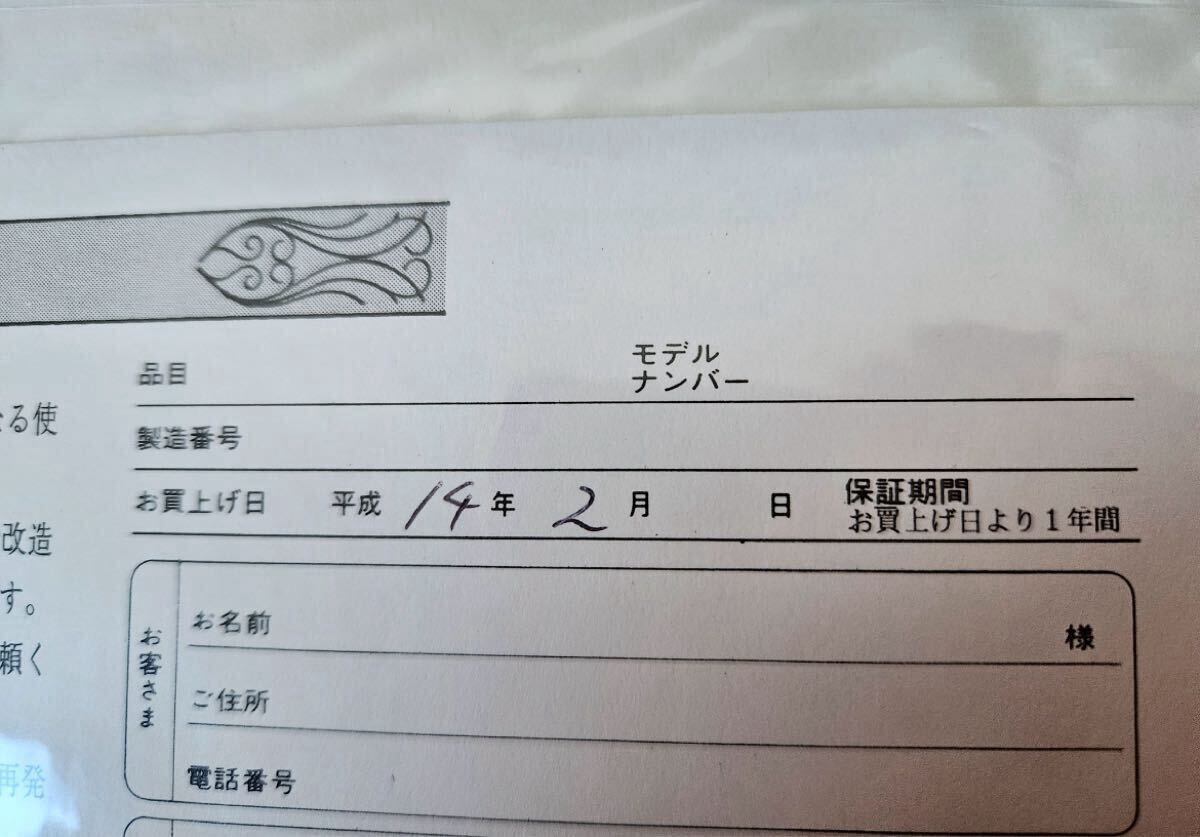 品目 モデル
ナンバー
る使
製造番号
お買上げ日 平成 14 年 2 月 日 保証期間
お買上げ日より1年間
改造
す。
頼く
再発
お客さま
お名前 様
ご住所
電話番号